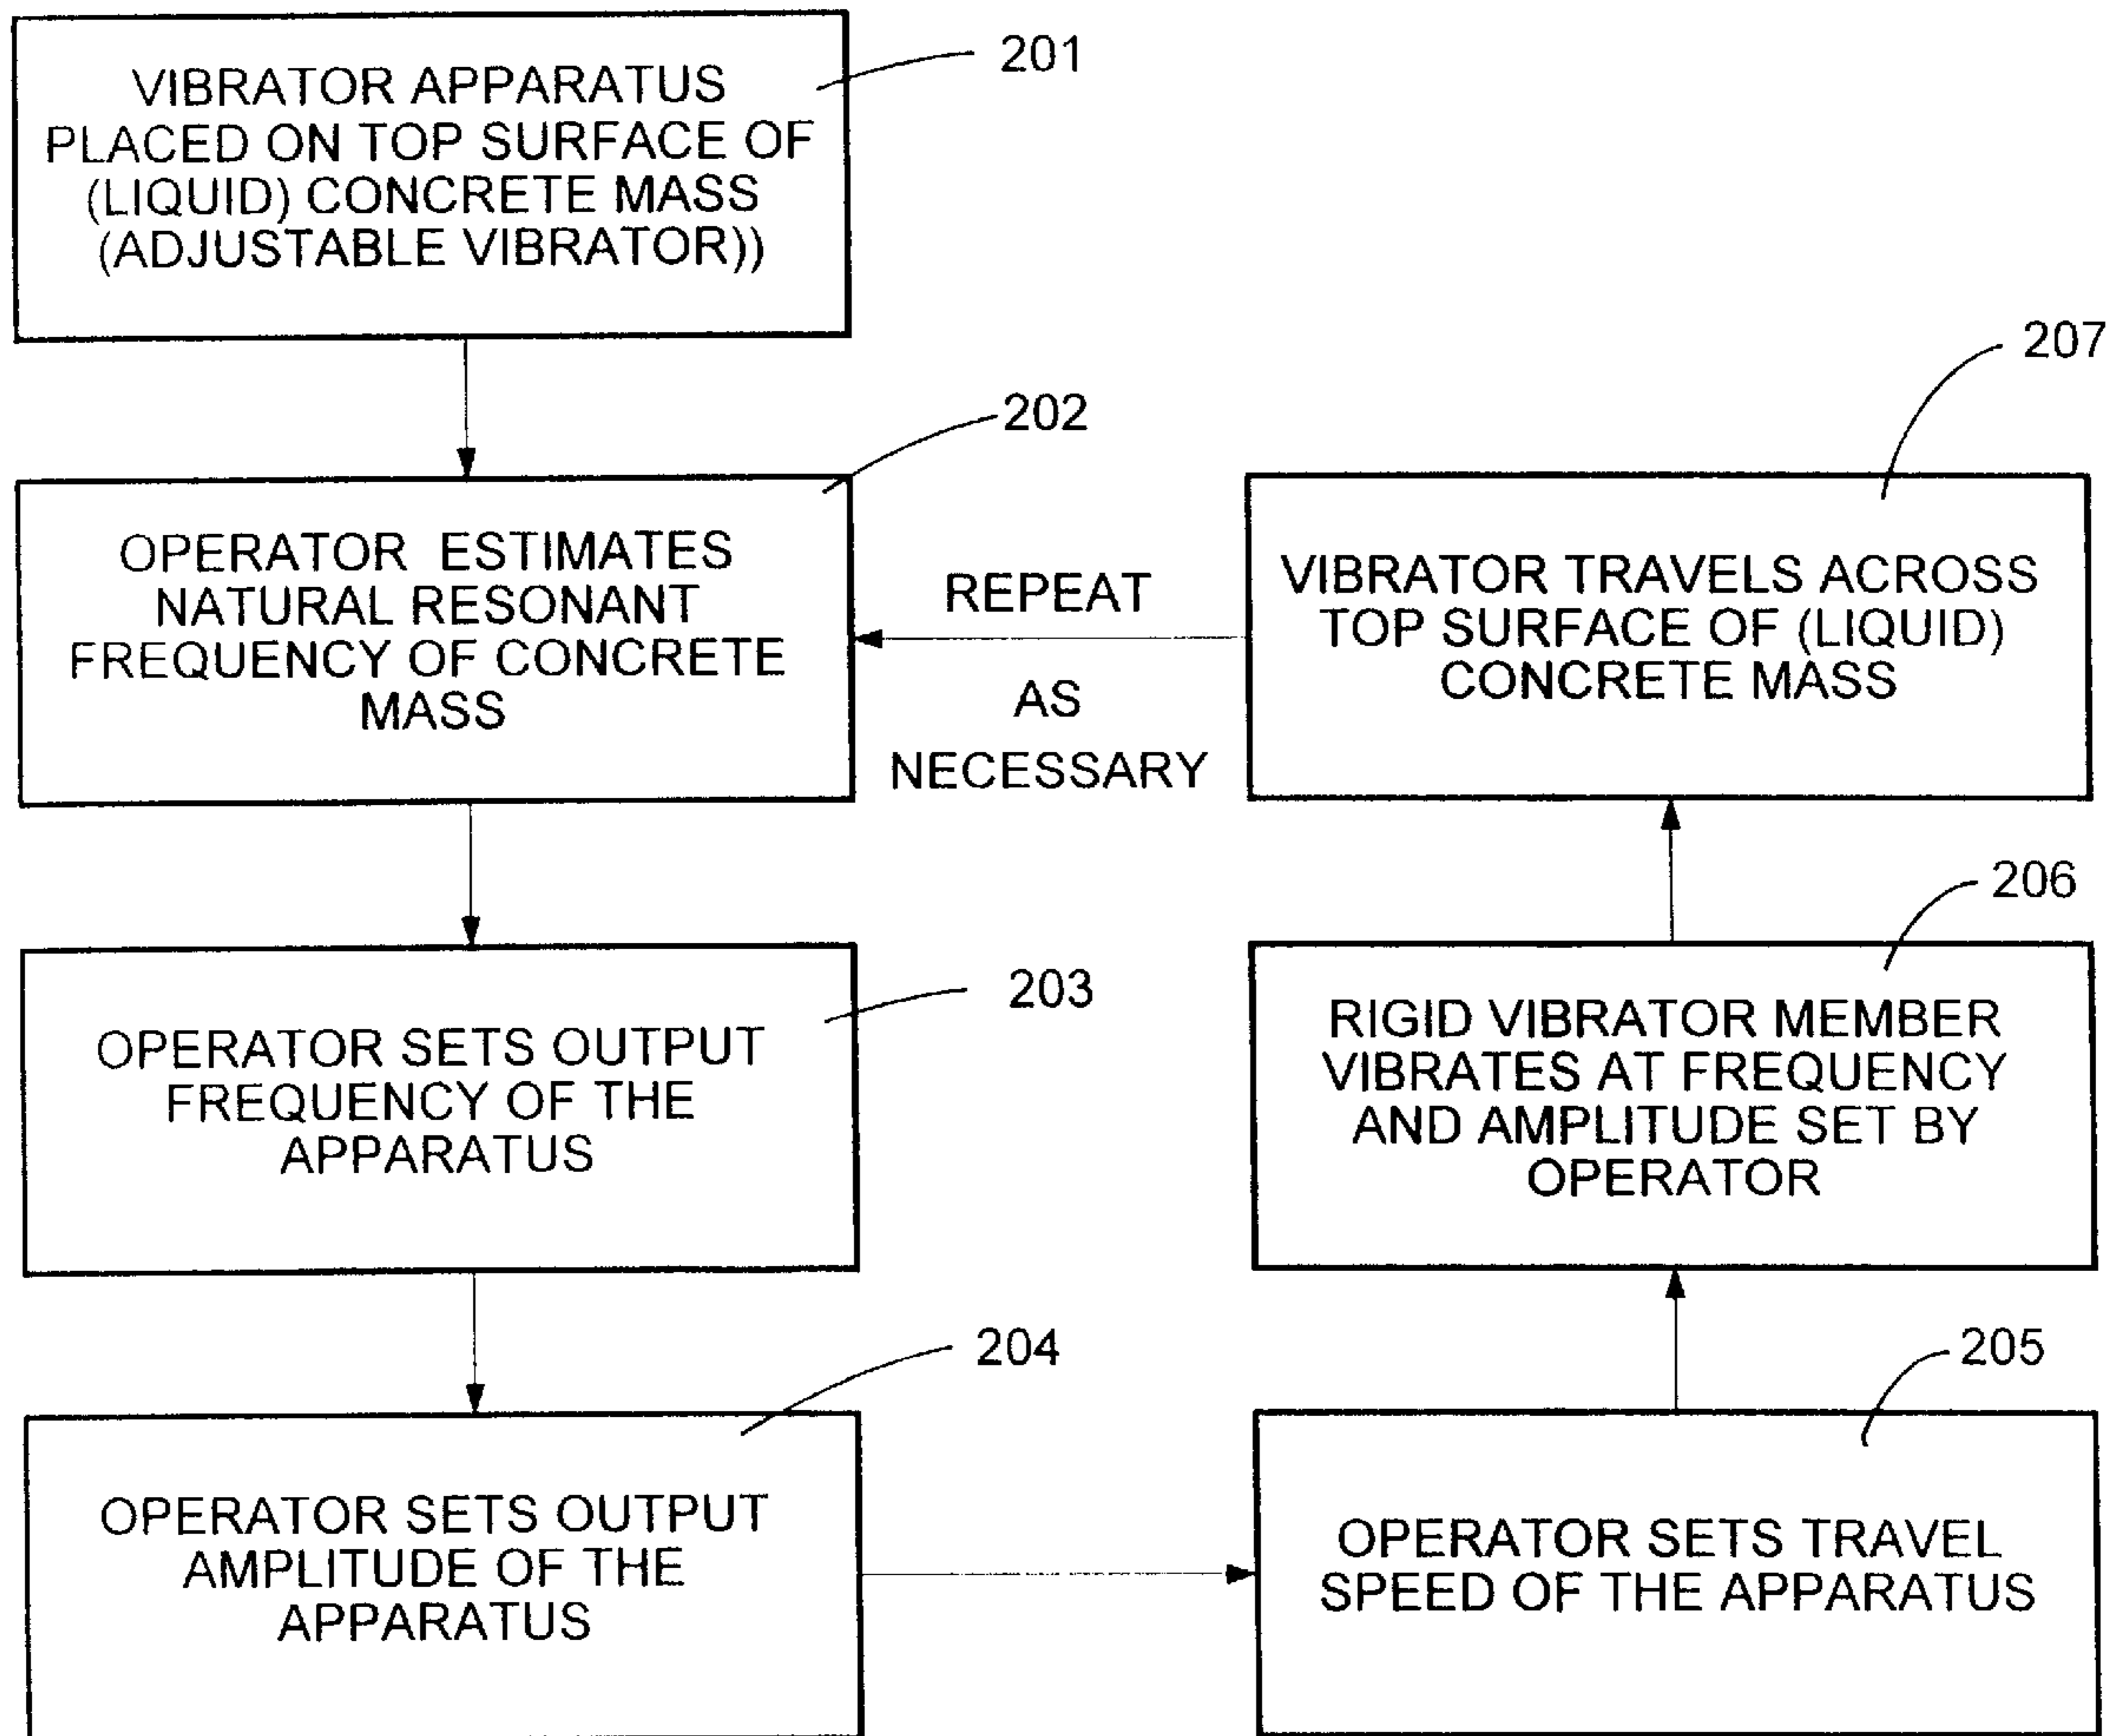 201
VIBRATOR APPARATUS
PLACED ON TOP SURFACE OF
(LIQUID) CONCRETE MASS
(ADJUSTABLE VIBRATOR))
202
OPERATOR ESTIMATES
NATURAL RESONANT
FREQUENCY OF CONCRETE
MASS
203
OPERATOR SETS OUTPUT
FREQUENCY OF THE
APPARATUS
204
OPERATOR SETS OUTPUT
AMPLITUDE OF THE
APPARATUS
205
OPERATOR SETS TRAVEL
SPEED OF THE APPARATUS
206
RIGID VIBRATOR MEMBER
VIBRATES AT FREQUENCY
AND AMPLITUDE SET BY
OPERATOR
207
VIBRATOR TRAVELS ACROSS
TOP SURFACE OF (LIQUID)
CONCRETE MASS
REPEAT
AS
NECESSARY